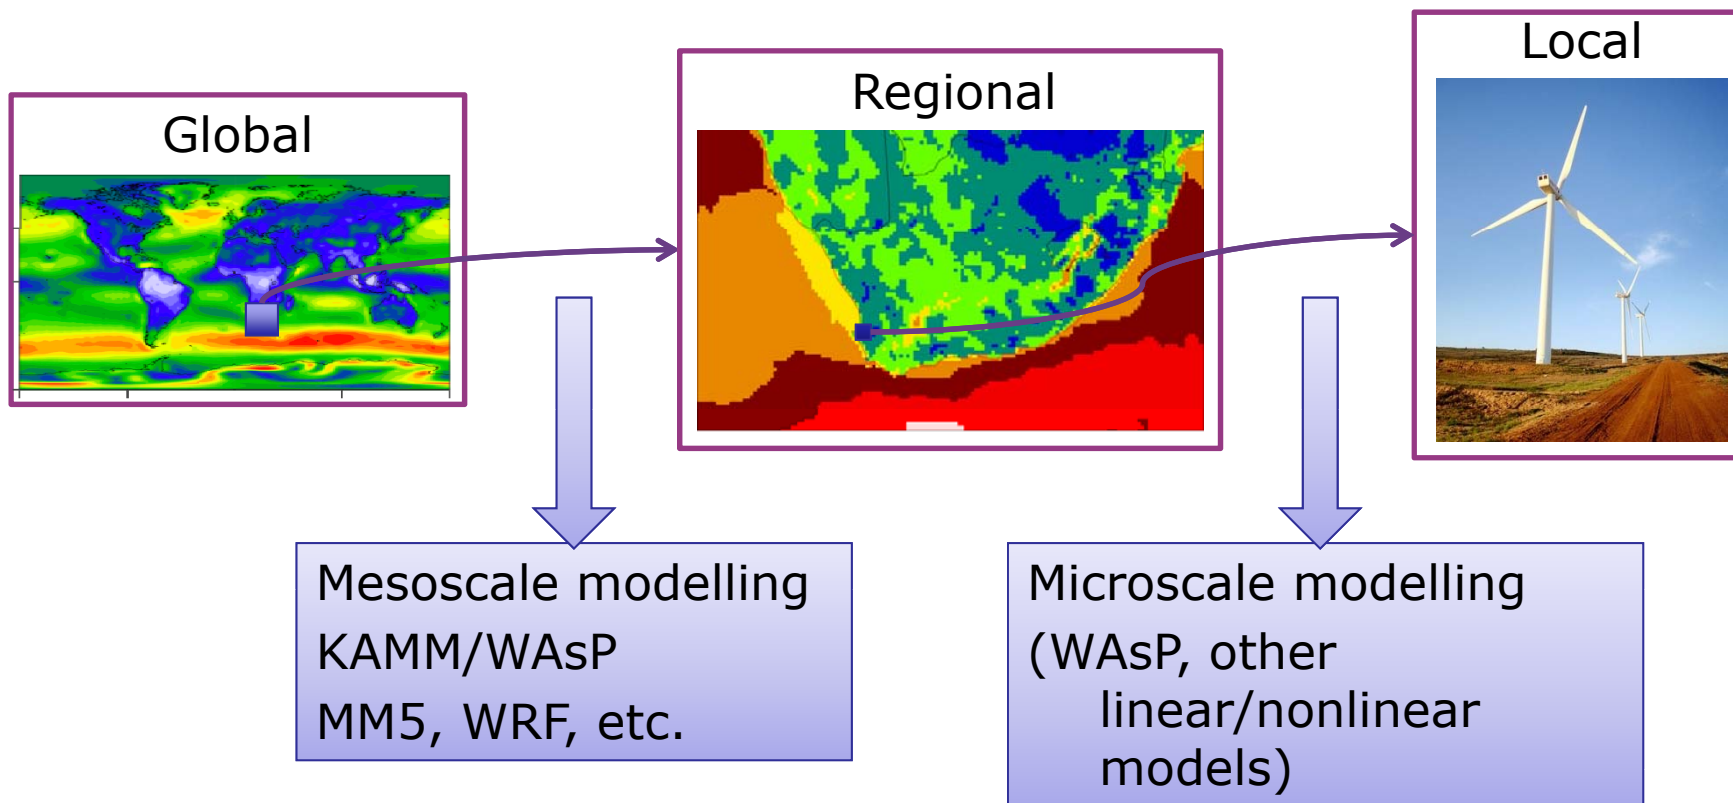 Global
Regional
Local
Mesoscale modelling
KAMM/WAsP
MM5, WRF, etc.
Microscale modelling
(WAsP, other
linear/nonlinear
models)